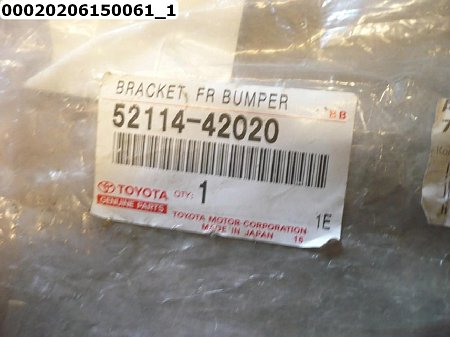 00020206150061_1
BRACKET, FR BUMPER
52114-42020
BB
TOYOTA
GENUINE PARTS
QTY: 1
TOYOTA MOTOR CORPORATION
MADE IN JAPAN 16
1E